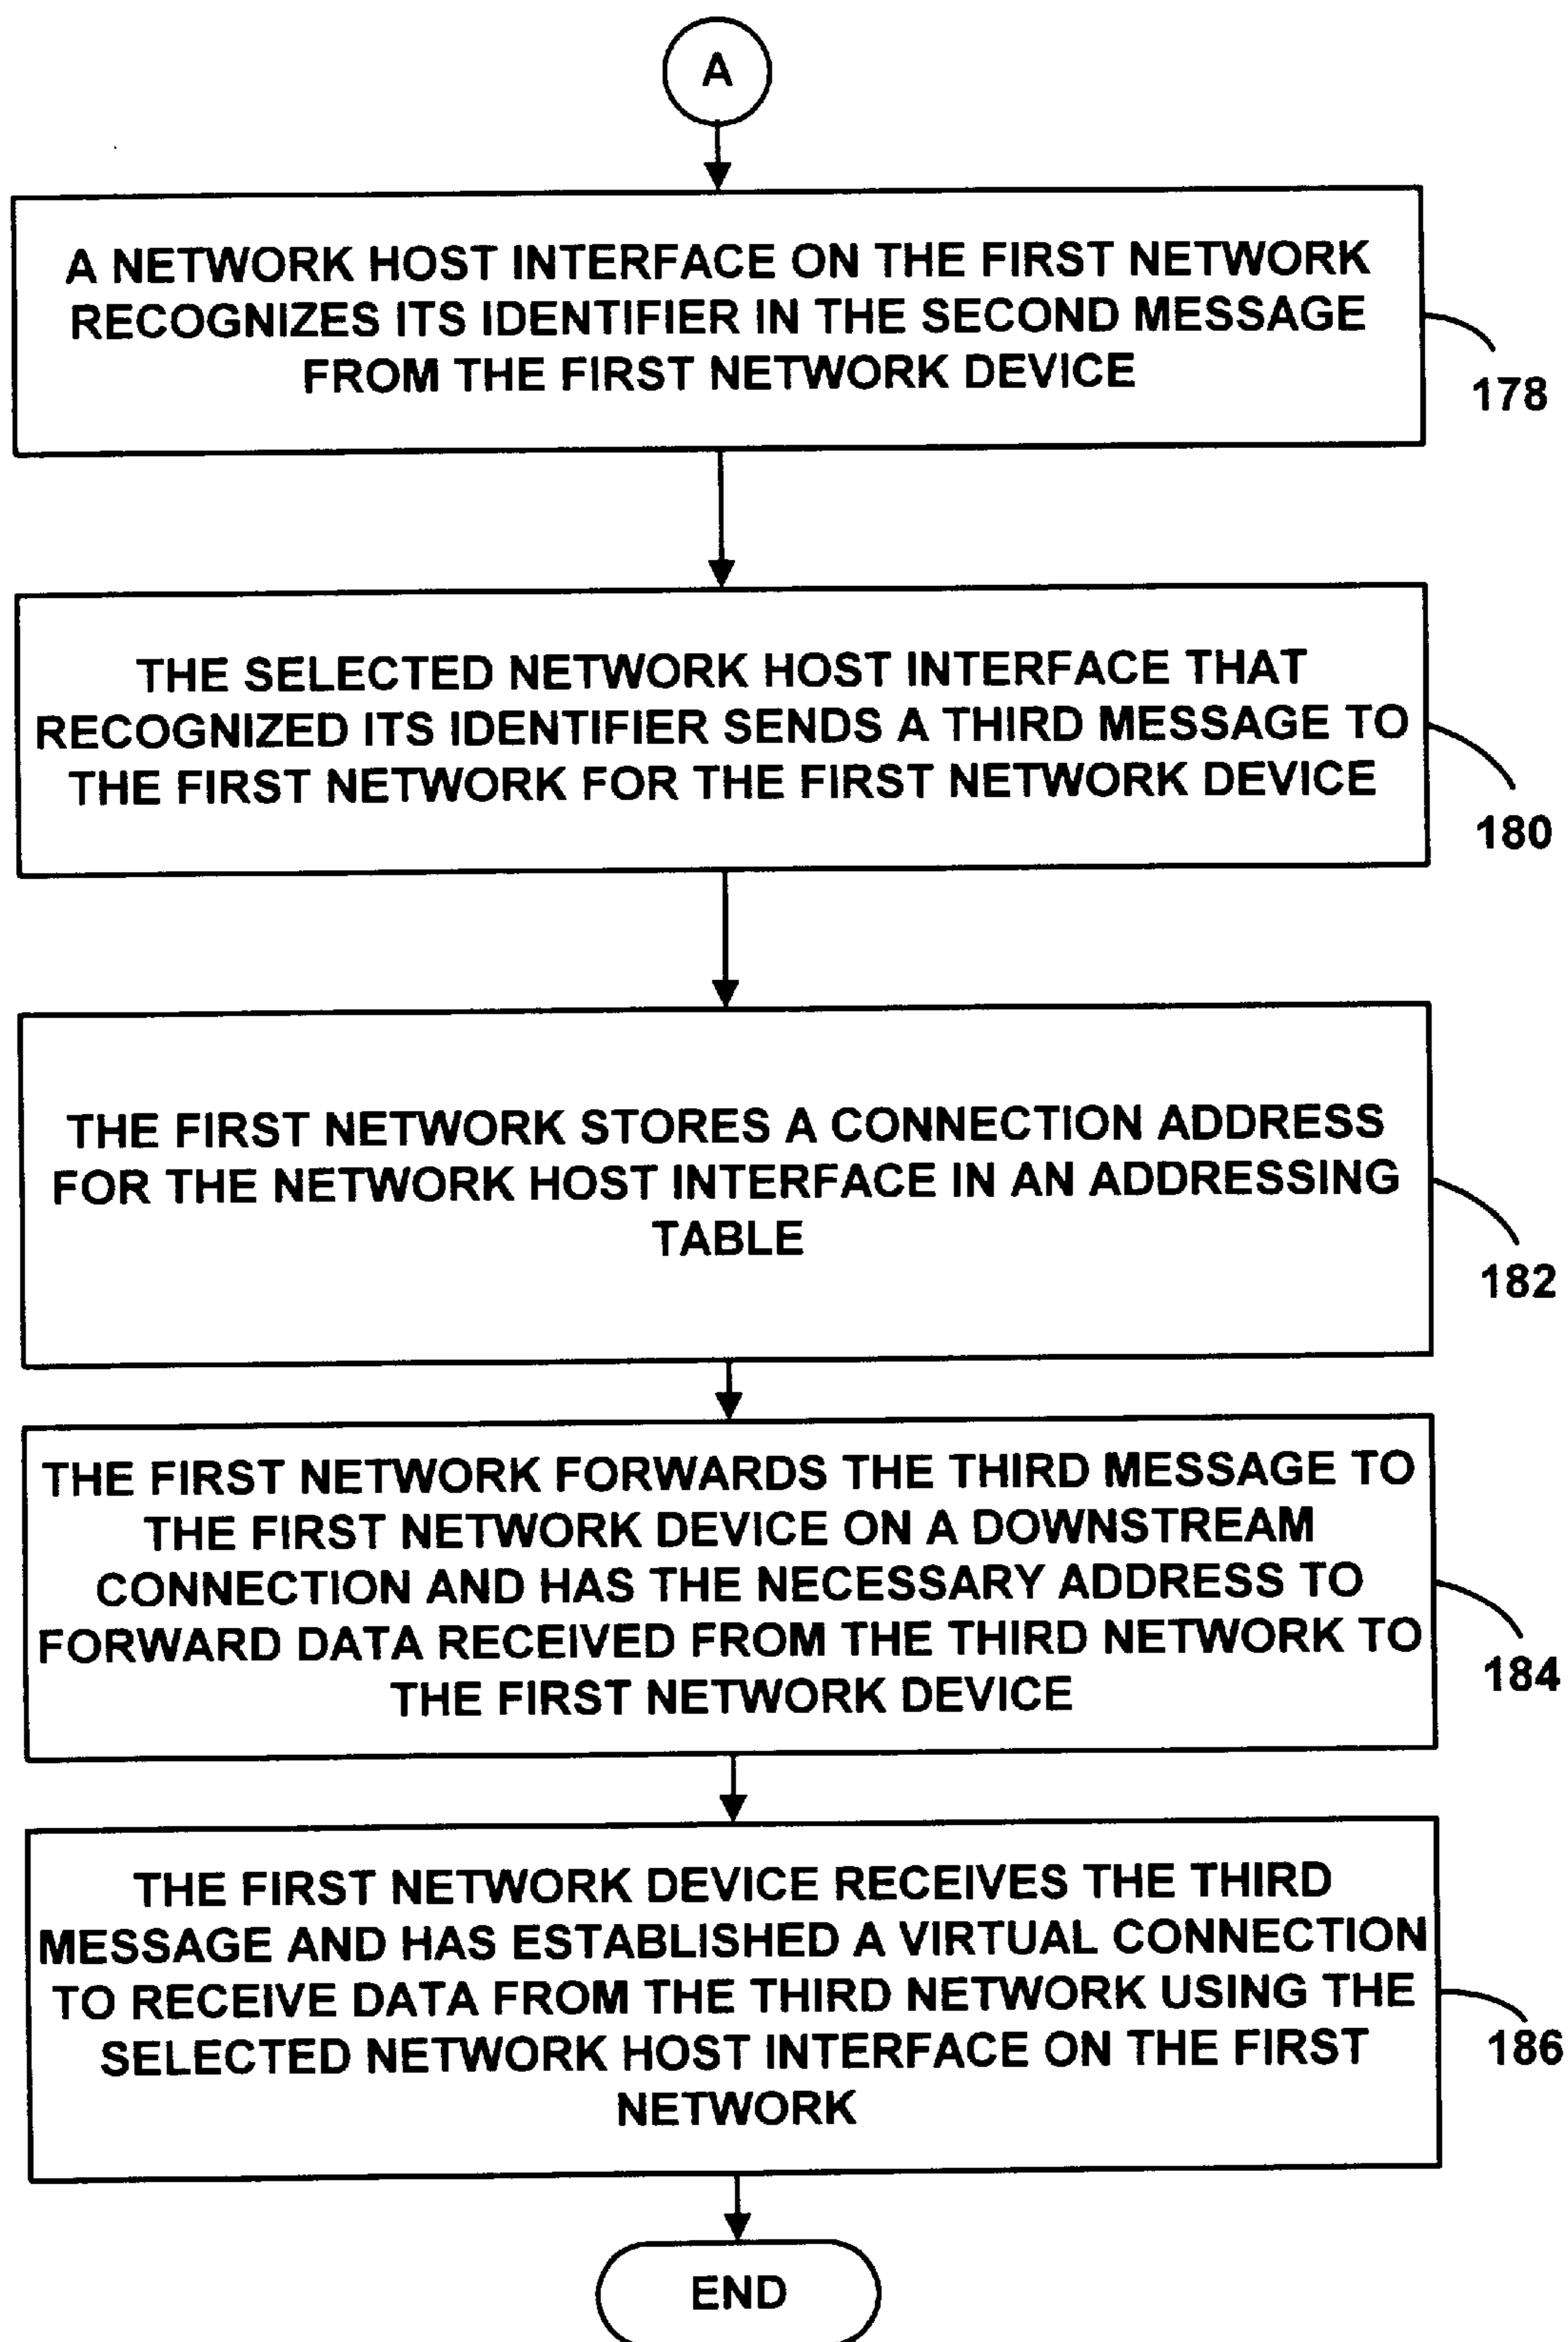 A
A NETWORK HOST INTERFACE ON THE FIRST NETWORK
RECOGNIZES ITS IDENTIFIER IN THE SECOND MESSAGE
FROM THE FIRST NETWORK DEVICE
178
THE SELECTED NETWORK HOST INTERFACE THAT
RECOGNIZED ITS IDENTIFIER SENDS A THIRD MESSAGE TO
THE FIRST NETWORK FOR THE FIRST NETWORK DEVICE
180
THE FIRST NETWORK STORES A CONNECTION ADDRESS
FOR THE NETWORK HOST INTERFACE IN AN ADDRESSING
TABLE
182
THE FIRST NETWORK FORWARDS THE THIRD MESSAGE TO
THE FIRST NETWORK DEVICE ON A DOWNSTREAM
CONNECTION AND HAS THE NECESSARY ADDRESS TO
FORWARD DATA RECEIVED FROM THE THIRD NETWORK TO
THE FIRST NETWORK DEVICE
184
THE FIRST NETWORK DEVICE RECEIVES THE THIRD
MESSAGE AND HAS ESTABLISHED A VIRTUAL CONNECTION
TO RECEIVE DATA FROM THE THIRD NETWORK USING THE
SELECTED NETWORK HOST INTERFACE ON THE FIRST
NETWORK
186
END